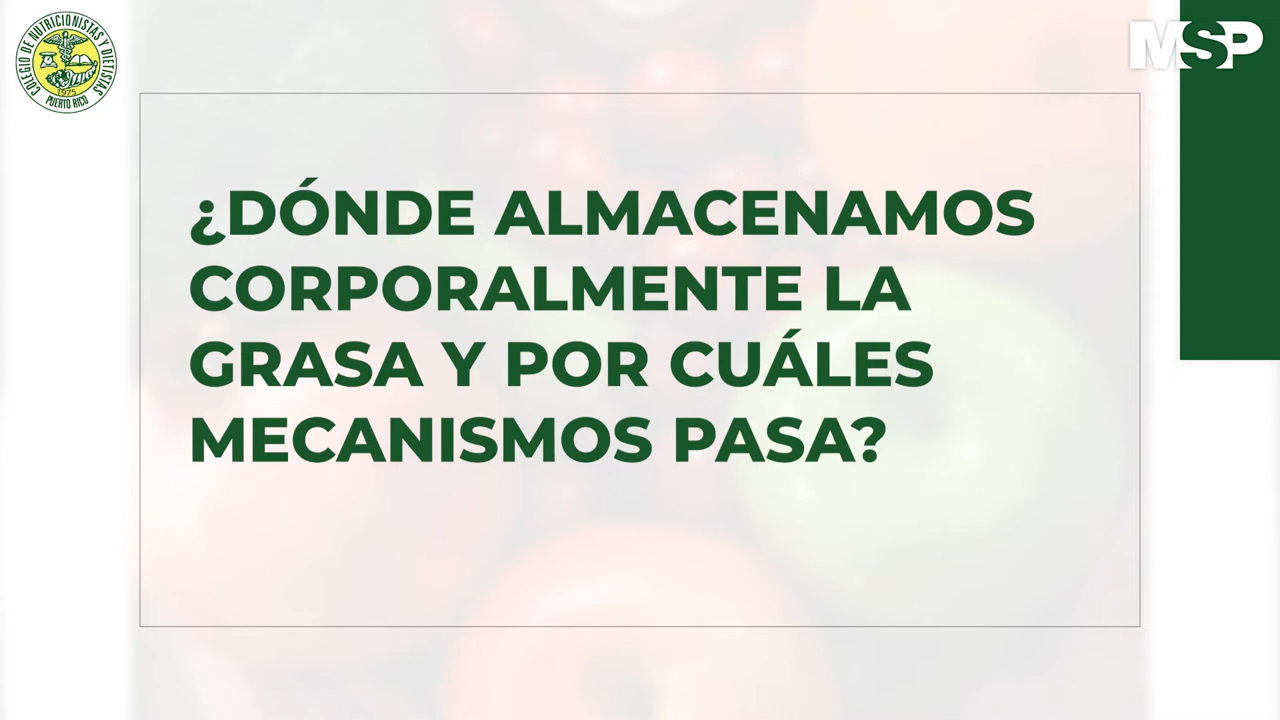 COLEGIO DE NUTRICIONISTAS Y DIETISTAS
1975
PUERTO RICO
MSP
¿DÓNDE ALMACENAMOS
CORPORALMENTE LA
GRASA Y POR CUÁLES
MECANISMOS PASA?